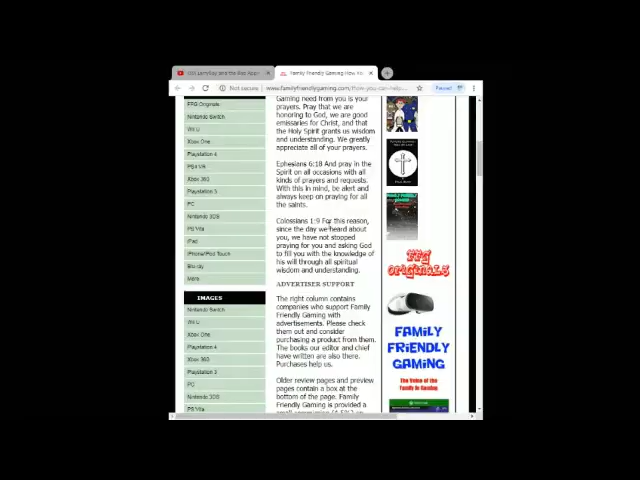 Family Friendly Gaming How Yo
Not secure
www.familyfriendlygaming.com/
Paused
FFG Originals
Nintendo Switch
Wii U
Xbox One
Playstation 4
PS4 VR
Xbox 360
Playstation 3
PC
Nintendo 3DS
PS Vita
iPad
iPhone/iPod Touch
Blu-ray
More
IMAGES
Nintendo Switch
Wii U
Xbox One
Playstation 4
Xbox 360
Playstation 3
PC
Nintendo 3DS
PS Vita
Gaming need from you is your
prayers. Pray that we are
honoring to God, we are good
emissaries for Christ, and that
the Holy Spirit grants us wisdom
and understanding. We greatly
appreciate all of your prayers.
Ephesians 6:18 And pray in the
Spirit on all occasions with all
kinds of prayers and requests.
With this in mind, be alert and
always keep on praying for all
the saints.
Colossians 1:9 For this reason,
since the day we heard about
you, we have not stopped
praying for you and asking God
to fill you with the knowledge of
his will through all spiritual
wisdom and understanding.
ADVERTISER SUPPORT
The right column contains
companies who support Family
Friendly Gaming with
advertisements. Please check
them out and consider
purchasing a product from them.
The books our editor and chief
have written are also there.
Purchases help us.
Older review pages and preview
pages contain a box at the
bottom of the page. Family
Friendly Gaming is provided a
FFG
ORIGINALS
FAMILY
FRIENDLY
GAMING
The Voice of the
Family in Gaming